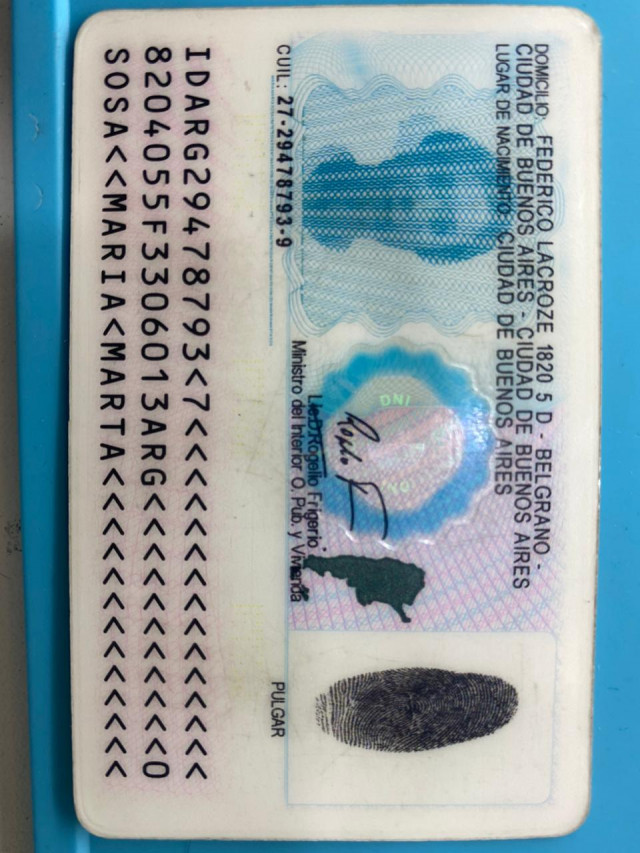 DOMICILIO: FEDERICO LACROZE 1820 5 D - BELGRANO -
CIUDAD DE BUENOS AIRES - CIUDAD DE BUENOS AIRES
LUGAR DE NACIMIENTO: CIUDAD DE BUENOS AIRES
DNI
Lic. Rogelio Frigerio
Ministro del Interior O. Pub. y Vivienda
CUIL: 27-29478793-9
PULGAR
IDARG29478793<7<<<<<<<<<<<<<<<
8204055F3306013ARG<<<<<<<<<<<0
SOSA<<MARIA<MARTA<<<<<<<<<<<<<